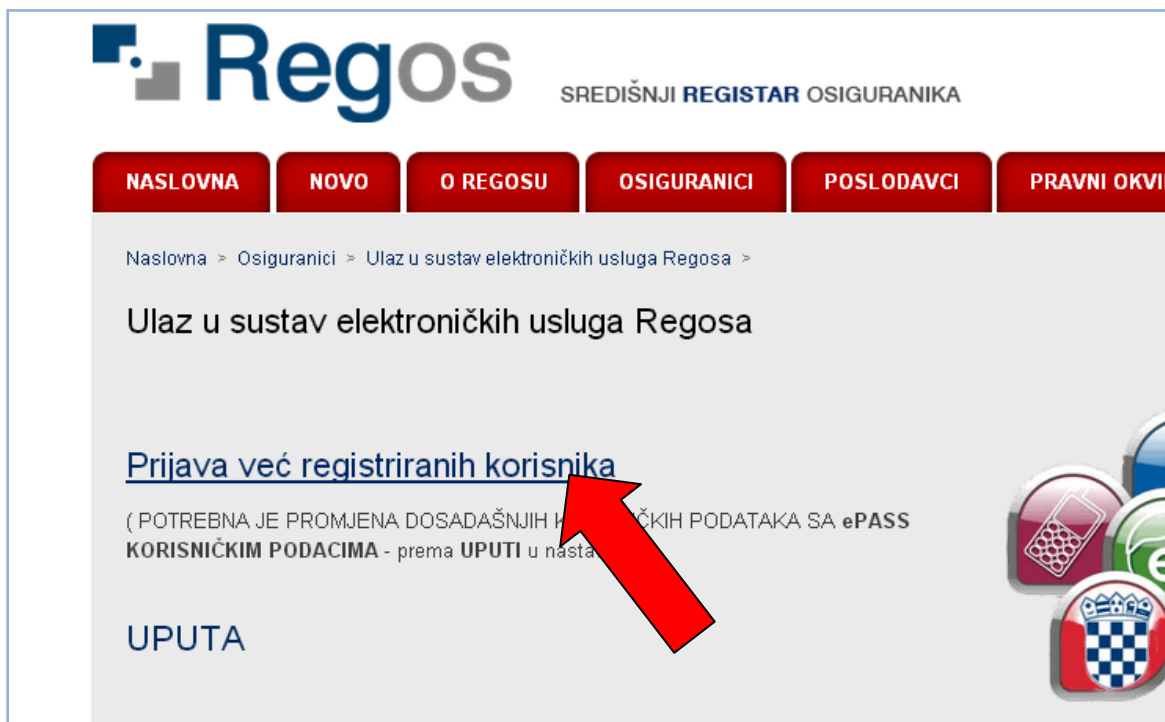 Regos
SREDIŠNJI REGISTAR OSIGURANIKA
NASLOVNA NOVO O REGOSU OSIGURANICI POSLODAVCI PRAVNI
Naslovna > Osiguranici > Ulaz u sustav elektroničkih usluga Regosa >
Ulaz u sustav elektroničkih usluga Regosa
Prijava već registriranih korisnika
( POTREBNA JE PROMJENA DOSADAŠNJIH PODATAKA SA ePASS
KORISNIČKIM PODACIMA - prema UPUTI u
UPUTA